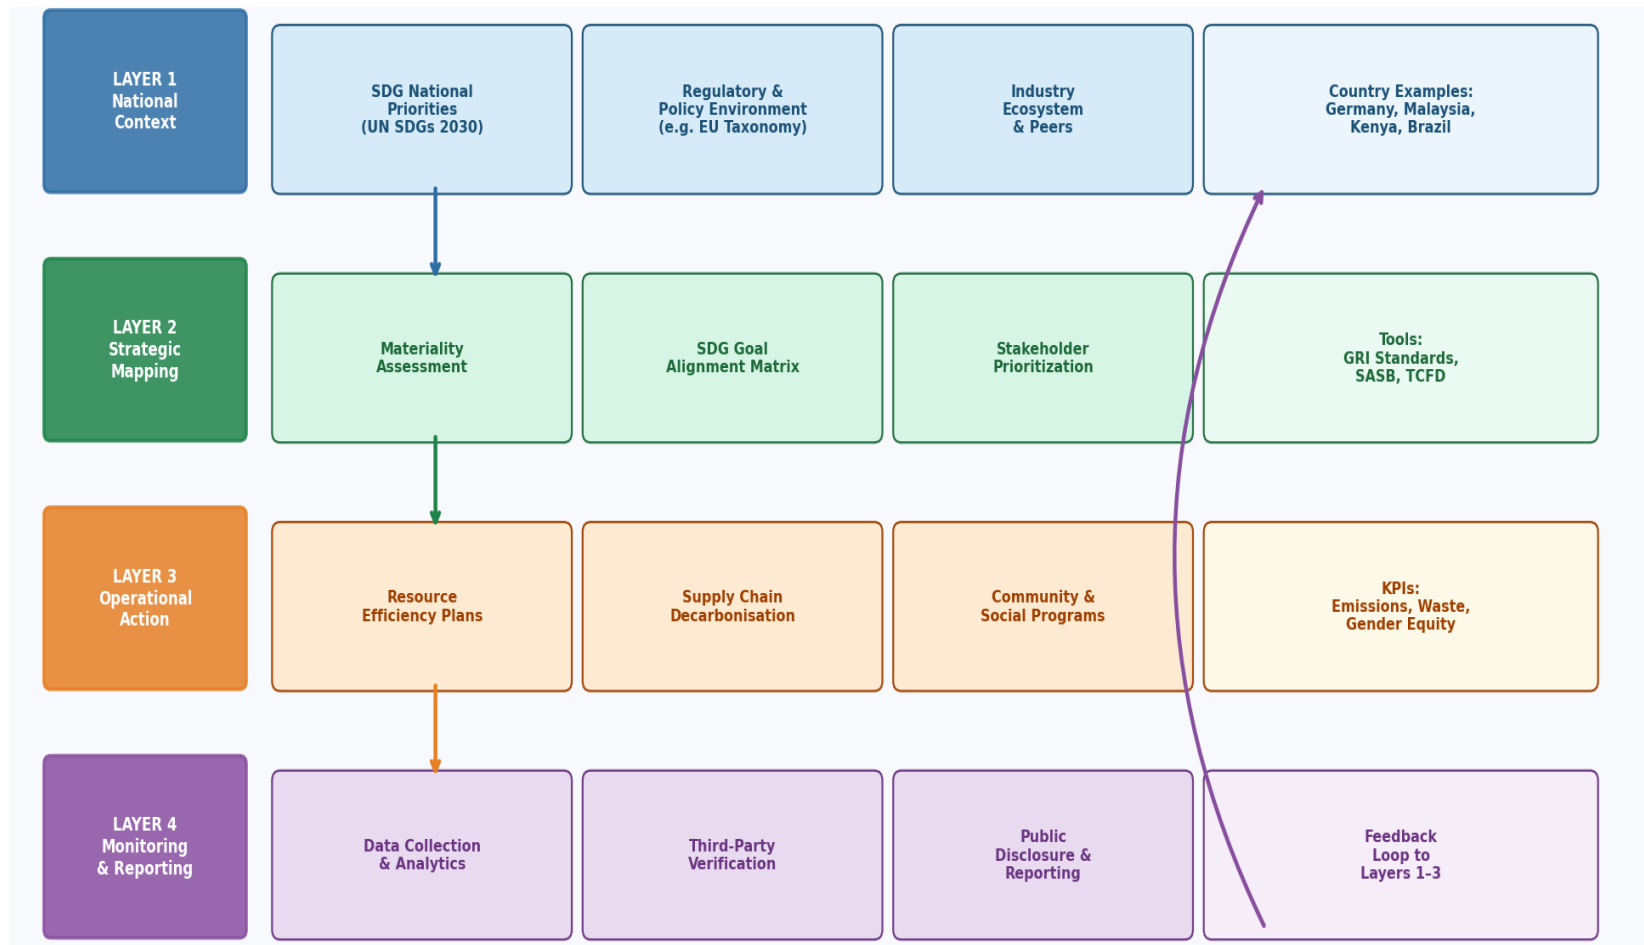 LAYER 1
National
Context
SDG National
Priorities
(UN SDGs 2030)
Regulatory &
Policy Environment
(e.g. EU Taxonomy)
Industry
Ecosystem
& Peers
Country Examples:
Germany, Malaysia,
Kenya, Brazil
LAYER 2
Strategic
Mapping
Materiality
Assessment
SDG Goal
Alignment Matrix
Stakeholder
Prioritization
Tools:
GRI Standards,
SASB, TCFD
LAYER 3
Operational
Action
Resource
Efficiency Plans
Supply Chain
Decarbonisation
Community &
Social Programs
KPIs:
Emissions, Waste,
Gender Equity
LAYER 4
Monitoring
& Reporting
Data Collection
& Analytics
Third-Party
Verification
Public
Disclosure &
Reporting
Feedback
Loop to
Layers 1–3